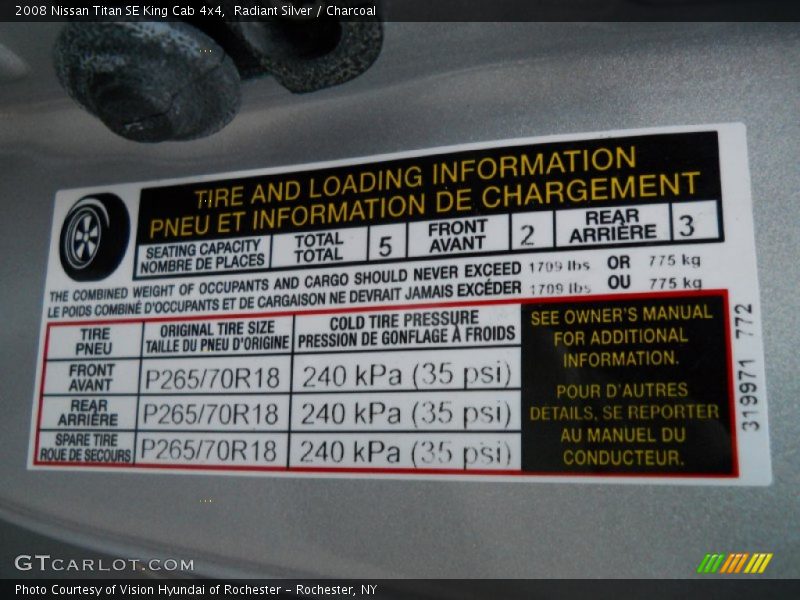 2008 Nissan Titan SE King Cab 4x4,  Radiant Silver / Charcoal
TIRE AND LOADING INFORMATION
PNEU ET INFORMATION DE CHARGEMENT
SEATING CAPACITY
NOMBRE DE PLACES
TOTAL
TOTAL
5
FRONT
AVANT
2
REAR
ARRIÈRE
3
THE COMBINED WEIGHT OF OCCUPANTS AND CARGO SHOULD NEVER EXCEED 1709 lbs OR 775 kg
LE POIDS COMBINÉ D'OCCUPANTS ET DE CARGAISON NE DEVRAIT JAMAIS EXCÉDER 1709 lbs OU 775 kg
TIRE
PNEU
ORIGINAL TIRE SIZE
TAILLE DU PNEU D'ORIGINE
COLD TIRE PRESSURE
PRESSION DE GONFLAGE À FROIDS
FRONT
AVANT
P265/70R18
240 kPa (35 psi)
REAR
ARRIÈRE
P265/70R18
240 kPa (35 psi)
SPARE TIRE
ROUE DE SECOURS
P265/70R18
240 kPa (35 psi)
SEE OWNER'S MANUAL
FOR ADDITIONAL
INFORMATION.
POUR D'AUTRES
DETAILS, SE REPORTER
AU MANUEL DU
CONDUCTEUR.
319971 772
GTCARLOT.COM
Photo Courtesy of Vision Hyundai of Rochester – Rochester, NY